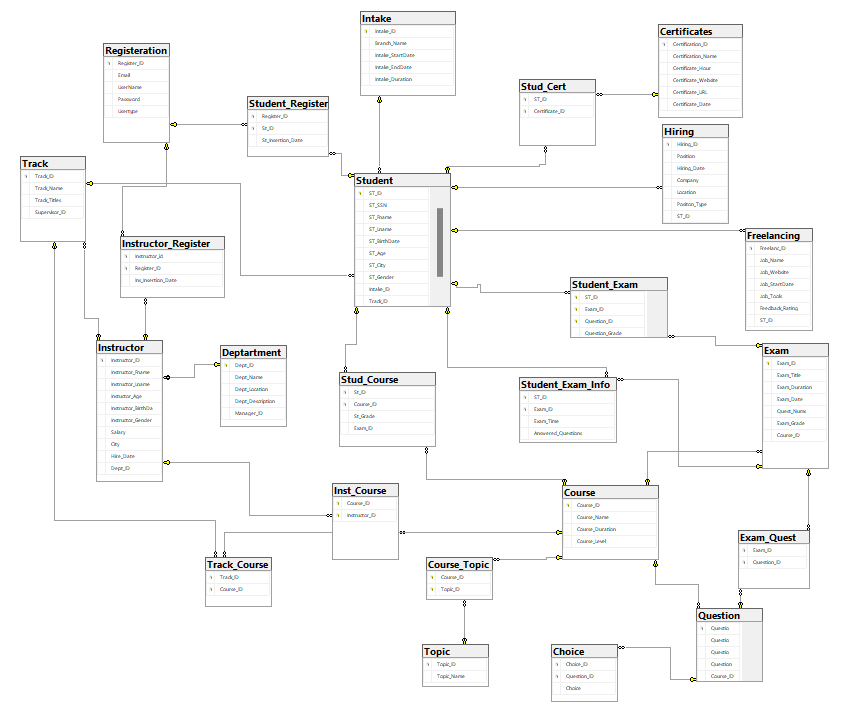 Intake
Intake_ID
Branch_Name
Intake_StartDate
Intake_EndDate
Intake_Duration
Certificates
Certification_ID
Certification_Name
Certificate_Hour
Certificate_Website
Certificate_URL
Certificate_Date
Registeration
Register_ID
Email
UserName
Password
Usertype
Student_Register
Register_ID
St_ID
St_Insertion_Date
Stud_Cert
ST_ID
Certificate_ID
Hiring
Hiring_ID
Position
Hiring_Date
Company
Location
Position_Type
ST_ID
Track
Track_ID
Track_Name
Track_Titles
Supervisor_ID
Student
ST_ID
ST_SSN
ST_Fname
ST_Lname
ST_BirthDate
ST_Age
ST_City
ST_Gender
Intake_ID
Track_ID
Instructor_Register
Instructor_id
Register_ID
Ins_Insertion_Date
Freelancing
Freelanc_ID
Job_Name
Job_Website
Job_StartDate
Job_Took
Feedback_Rating
ST_ID
Student_Exam
ST_ID
Exam_ID
Question_ID
Question_Grade
Instructor
Instructor_ID
Instructor_Fname
Instructor_Lname
Instructor_Age
Instructor_BirthDa
Instructor_Gender
Salary
City
Hire_Date
Dept_ID
Deptartment
Dept_ID
Dept_Name
Dept_Location
Dept_Description
Manager_ID
Exam
Exam_ID
Exam_Title
Exam_Duration
Exam_Date
Quest_Nums
Exam_Grade
Course_ID
Stud_Course
St_ID
Course_ID
St_Grade
Exam_ID
Student_Exam_Info
ST_ID
Exam_ID
Exam_Time
Answered_Questions
Inst_Course
Course_ID
Instructor_ID
Course
Course_ID
Course_Name
Course_Duration
Course_Level
Exam_Quest
Exam_ID
Question_ID
Track_Course
Track_ID
Course_ID
Course_Topic
Course_ID
Topic_ID
Question
Questio
Questio
Questio
Question
Course_ID
Topic
Topic_ID
Topic_Name
Choice
Choice_ID
Question_ID
Choice